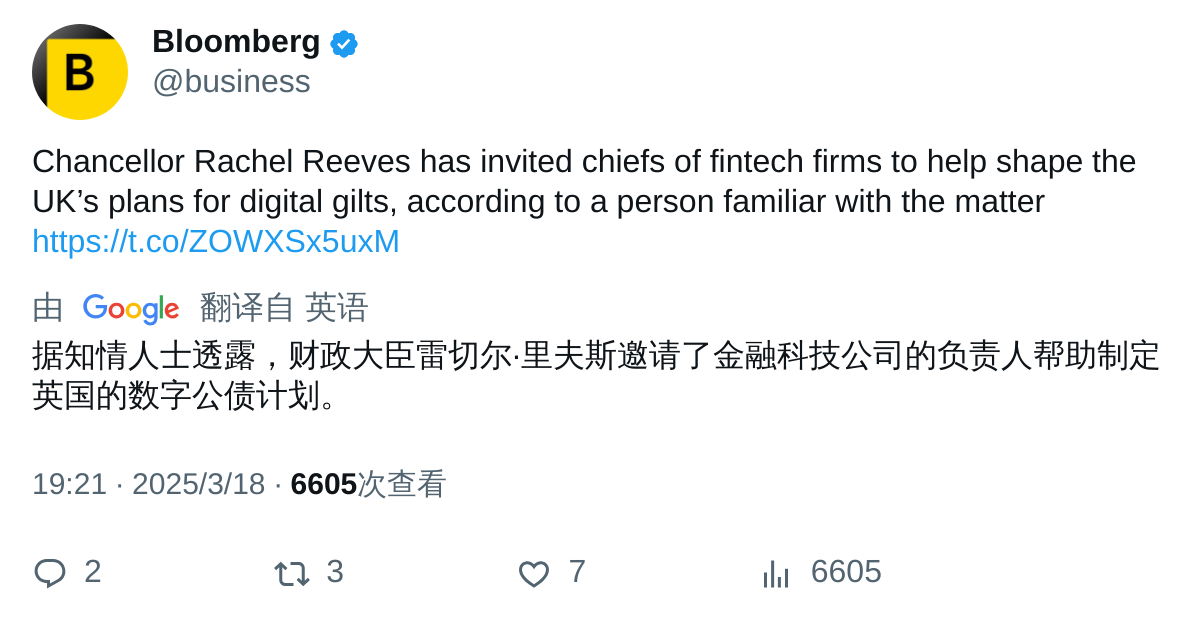 Bloomberg
@business
Chancellor Rachel Reeves has invited chiefs of fintech firms to help shape the
UK’s plans for digital gilts, according to a person familiar with the matter
https://t.co/ZOWXSx5uxM
由 Google 翻译自 英语
据知情人士透露，财政大臣雷切尔·里夫斯邀请了金融科技公司的负责人帮助制定
英国的数字公债计划。
19:21 · 2025/3/18 · 6605次查看
2 3 7 6605